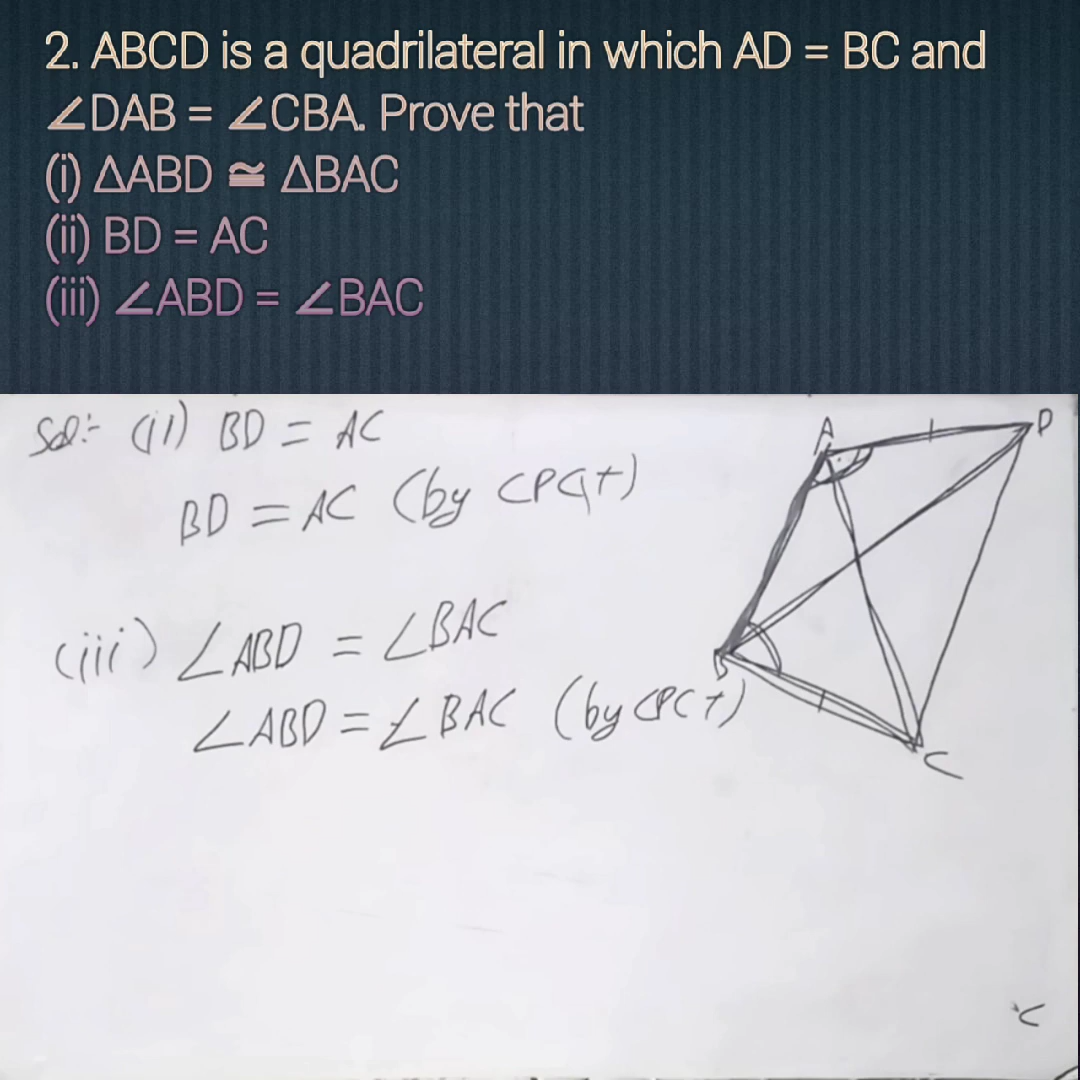 2. ABCD is a quadrilateral in which AD = BC and
∠DAB = ∠CBA. Prove that
(i) ΔABD ≅ ΔBAC
(ii) BD = AC
(iii) ∠ABD = ∠BAC
Sol:- (ii) BD = AC
BD = AC (by CPCT)
(iii) ∠ABD = ∠BAC
∠ABD = ∠BAC (by CPCT)
A
D
B
C
C